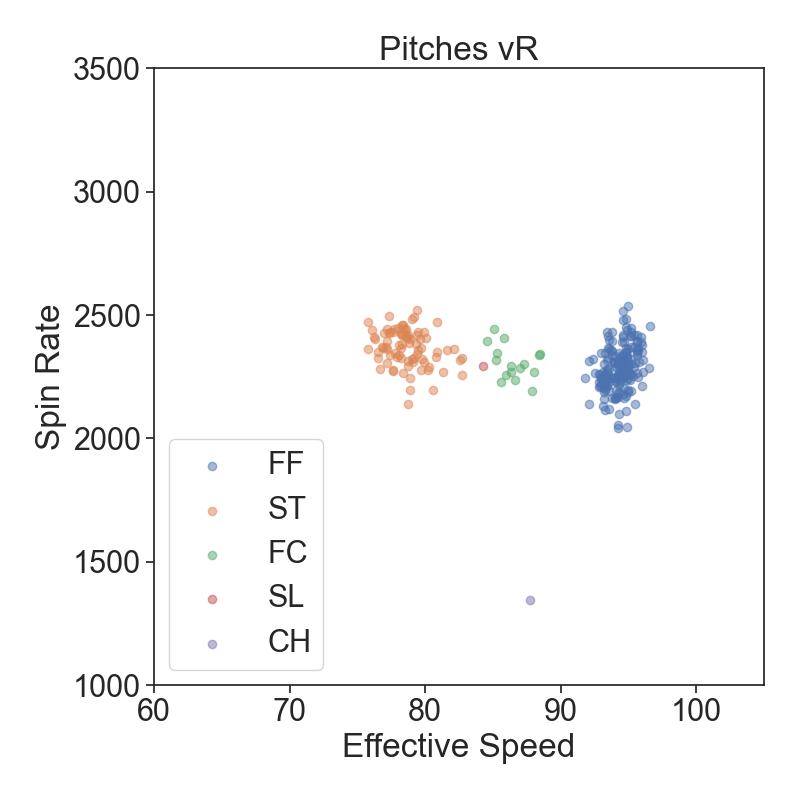 Pitches vR
3500
3000
2500
2000
1500
1000
Spin Rate
FF
ST
FC
SL
CH
60 70 80 90 100
Effective Speed